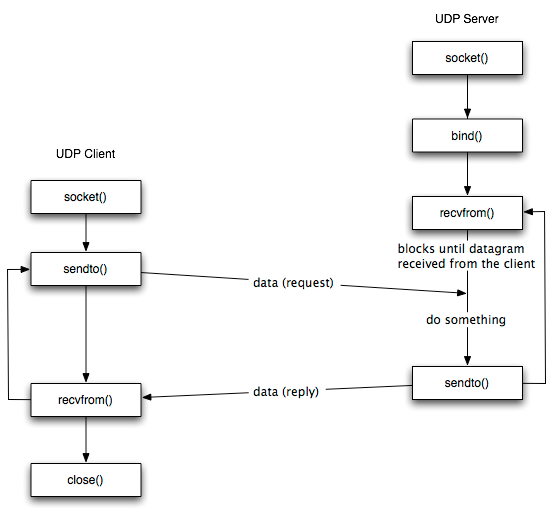 UDP Server
socket()
bind()
UDP Client
socket()
recvfrom()
blocks until datagram
received from the client
sendto()
data (request)
do something
sendto()
data (reply)
recvfrom()
close()